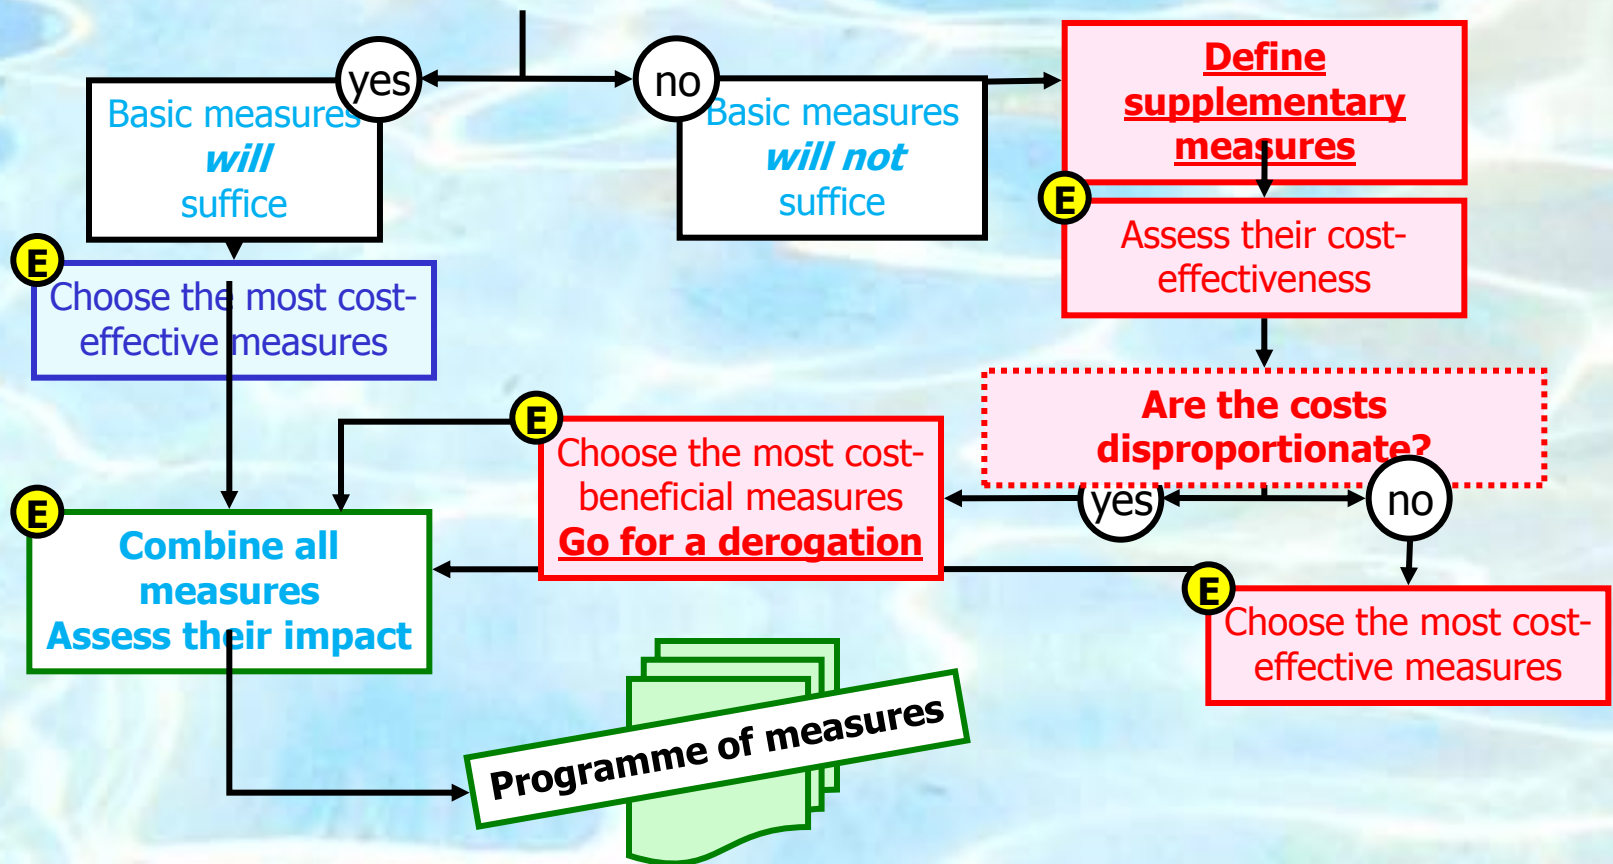 yes
Basic measures
will
suffice
no
Basic measures
will not
suffice
Define
supplementary
measures
E
Assess their cost-
effectiveness
E
Choose the most cost-
effective measures
Are the costs
disproportionate?
yes
no
E
Choose the most cost-
beneficial measures
Go for a derogation
E
Combine all
measures
Assess their impact
E
Choose the most cost-
effective measures
Programme of measures